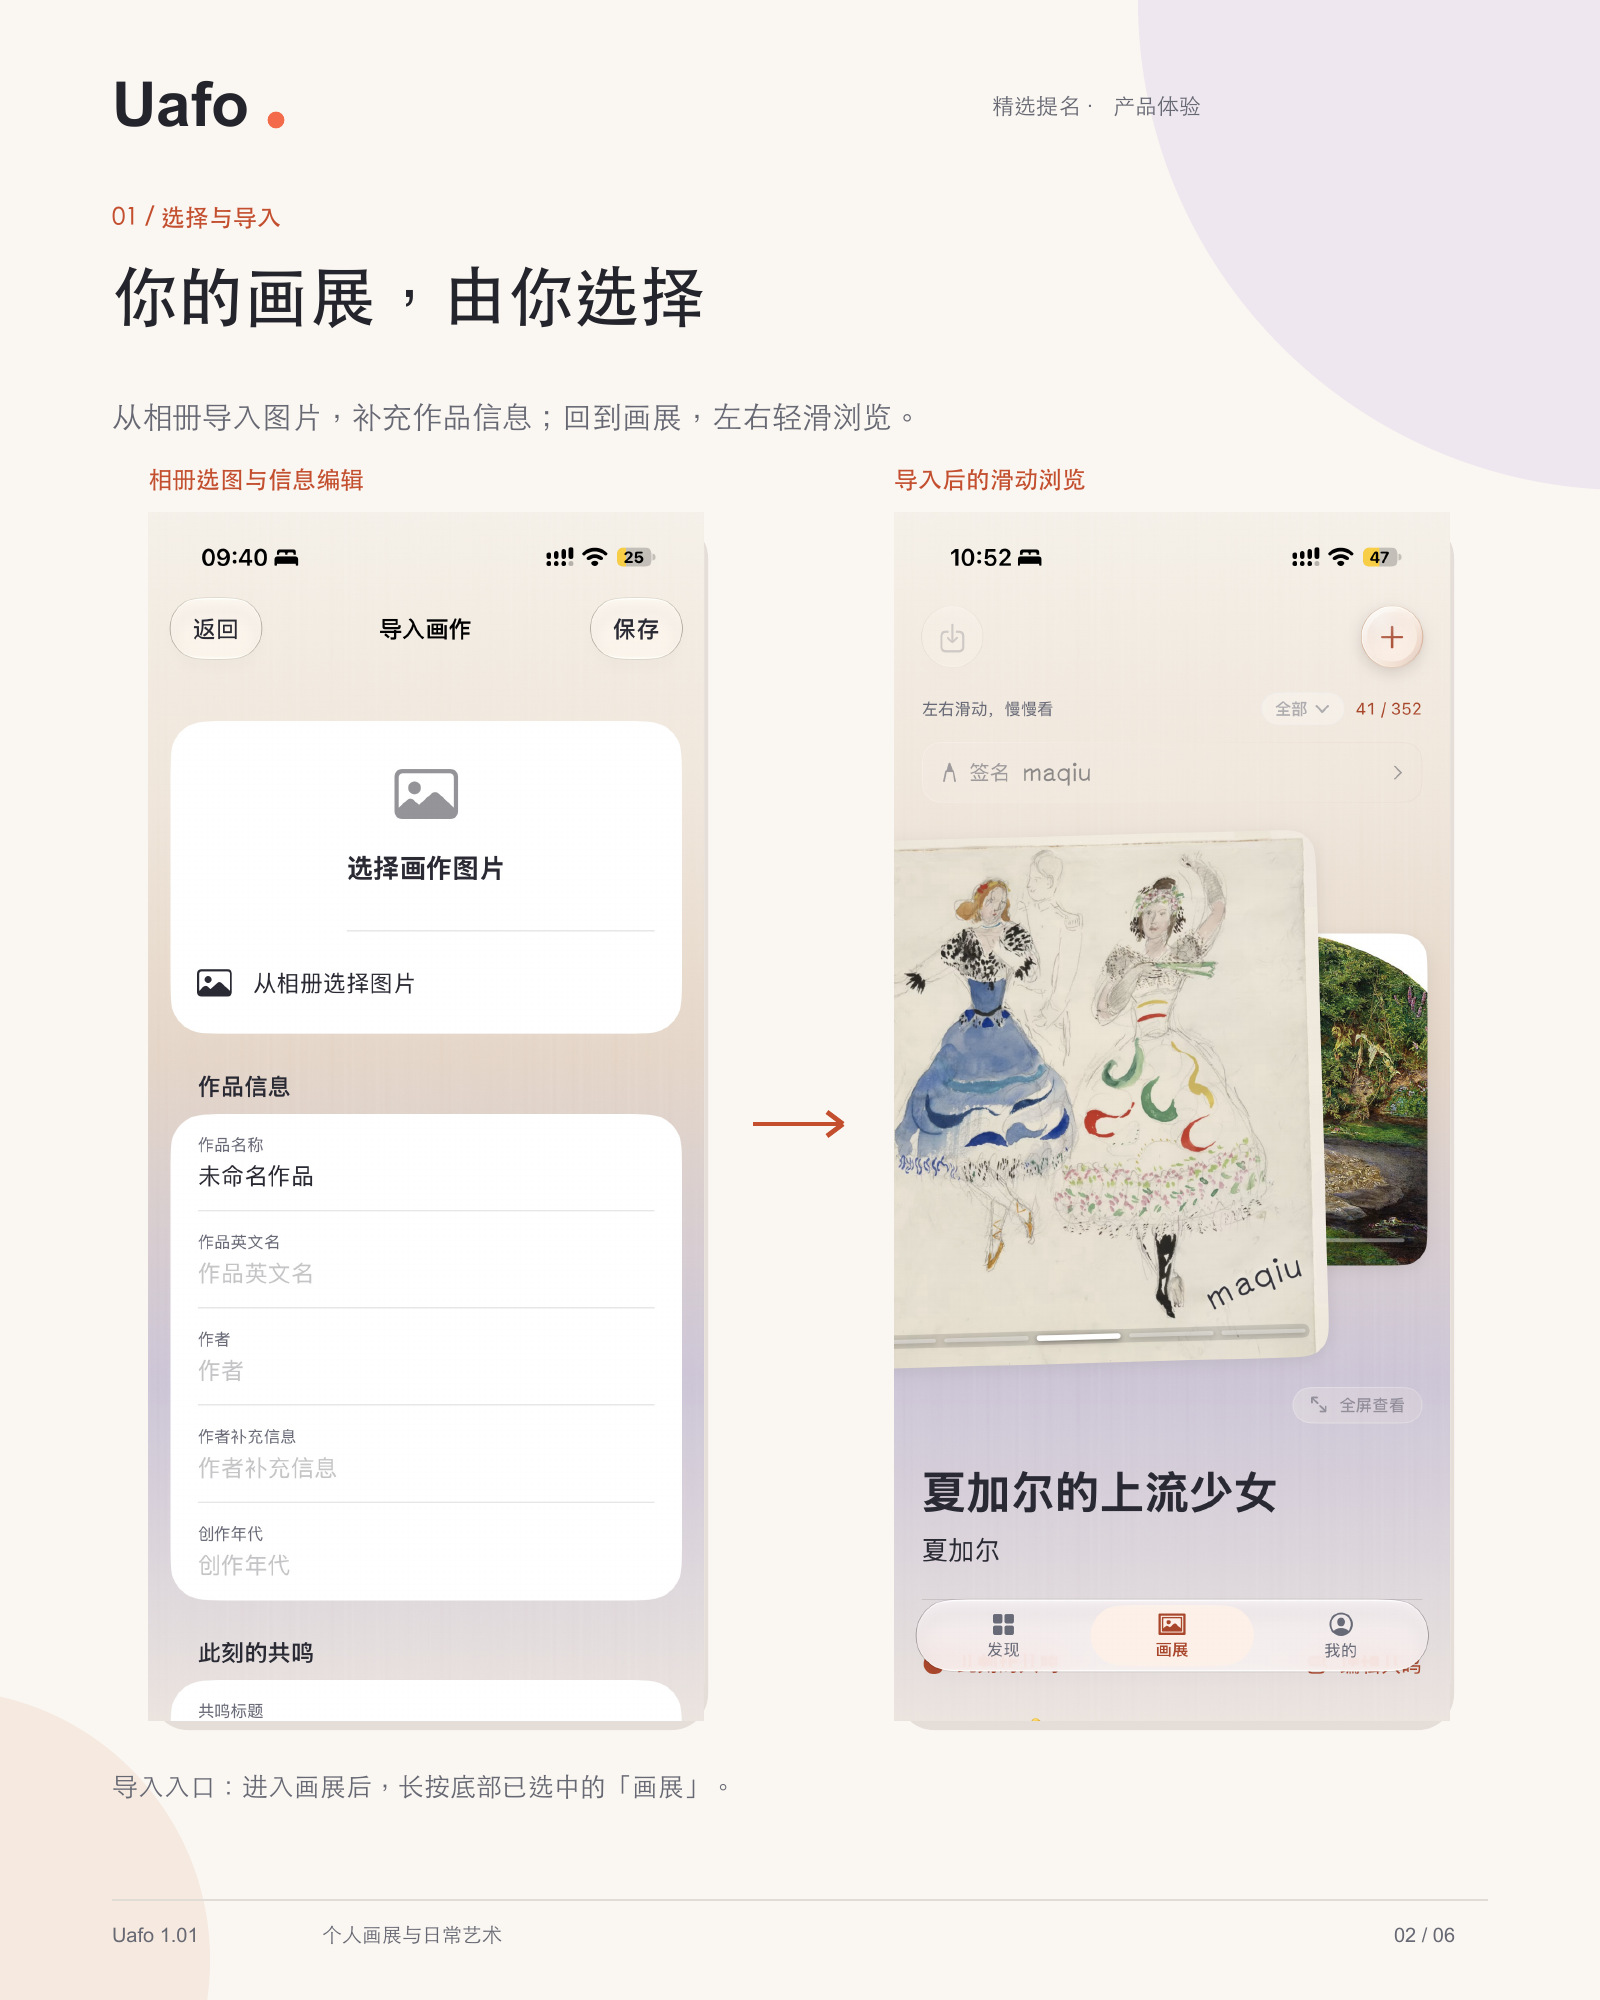 Uafo
精选提名 · 产品体验
01 / 选择与导入
你的画展，由你选择
从相册导入图片，补充作品信息；回到画展，左右轻滑浏览。
相册选图与信息编辑
09:40
25
返回
导入画作
保存
选择画作图片
从相册选择图片
作品信息
作品名称
未命名作品
作品英文名
作品英文名
作者
作者
作者补充信息
作者补充信息
创作年代
创作年代
此刻的共鸣
共鸣标题
导入后的滑动浏览
10:52
47
左右滑动，慢慢看
全部
41 / 352
签名 maqiu
maqiu
全屏查看
夏加尔的上流少女
夏加尔
发现
画展
我的
导入入口：进入画展后，长按底部已选中的「画展」。
Uafo 1.01
个人画展与日常艺术
02 / 06